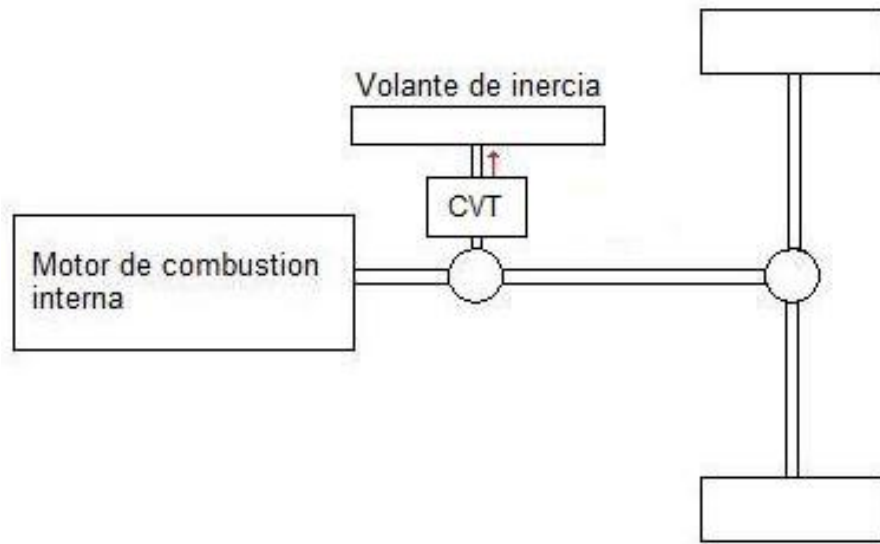 Volante de inercia
CVT
Motor de combustion
interna